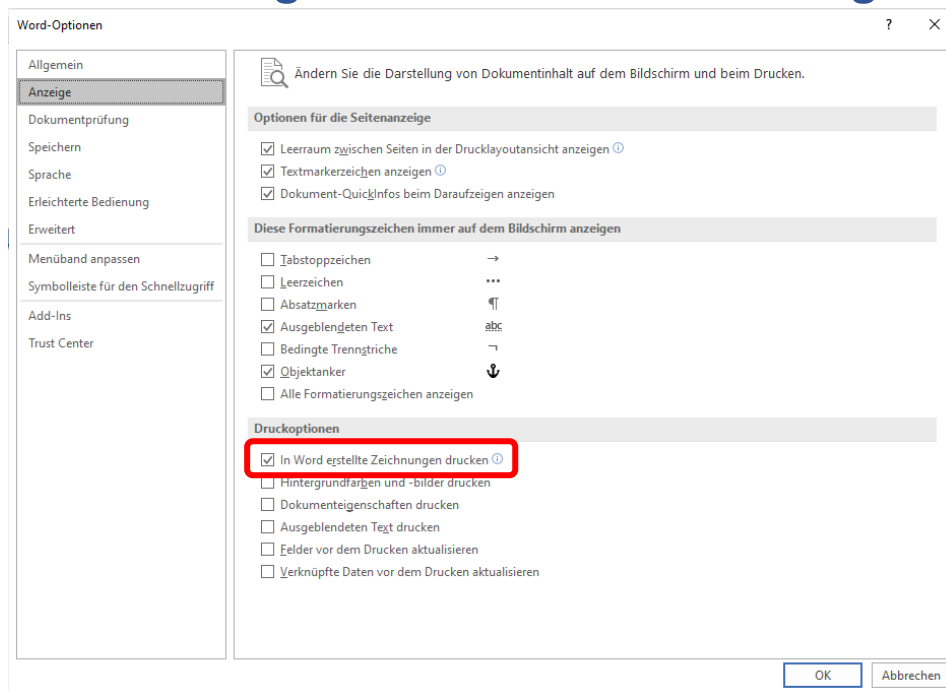 Word-Optionen
Allgemein
Anzeige
Dokumentprüfung
Speichern
Sprache
Erleichterte Bedienung
Erweitert
Menüband anpassen
Symbolleiste für den Schnellzugriff
Add-Ins
Trust Center
Ändern Sie die Darstellung von Dokumentinhalt auf dem Bildschirm und beim Drucken.
Optionen für die Seitenanzeige
Leerraum zwischen Seiten in der Drucklayoutansicht anzeigen
Textmarkerzeichen anzeigen
Dokument-QuickInfos beim Daraufzeigen anzeigen
Diese Formatierungszeichen immer auf dem Bildschirm anzeigen
Tabstoppzeichen →
Leerzeichen ···
Absatzmarken ¶
Ausgeblendeten Text abc
Bedingte Trennstriche ¬
Objektanker
Alle Formatierungszeichen anzeigen
Druckoptionen
In Word erstellte Zeichnungen drucken
Hintergrundfarben und -bilder drucken
Dokumenteigenschaften drucken
Ausgeblendeten Text drucken
Felder vor dem Drucken aktualisieren
Verknüpfte Daten vor dem Drucken aktualisieren
OK
Abbrechen